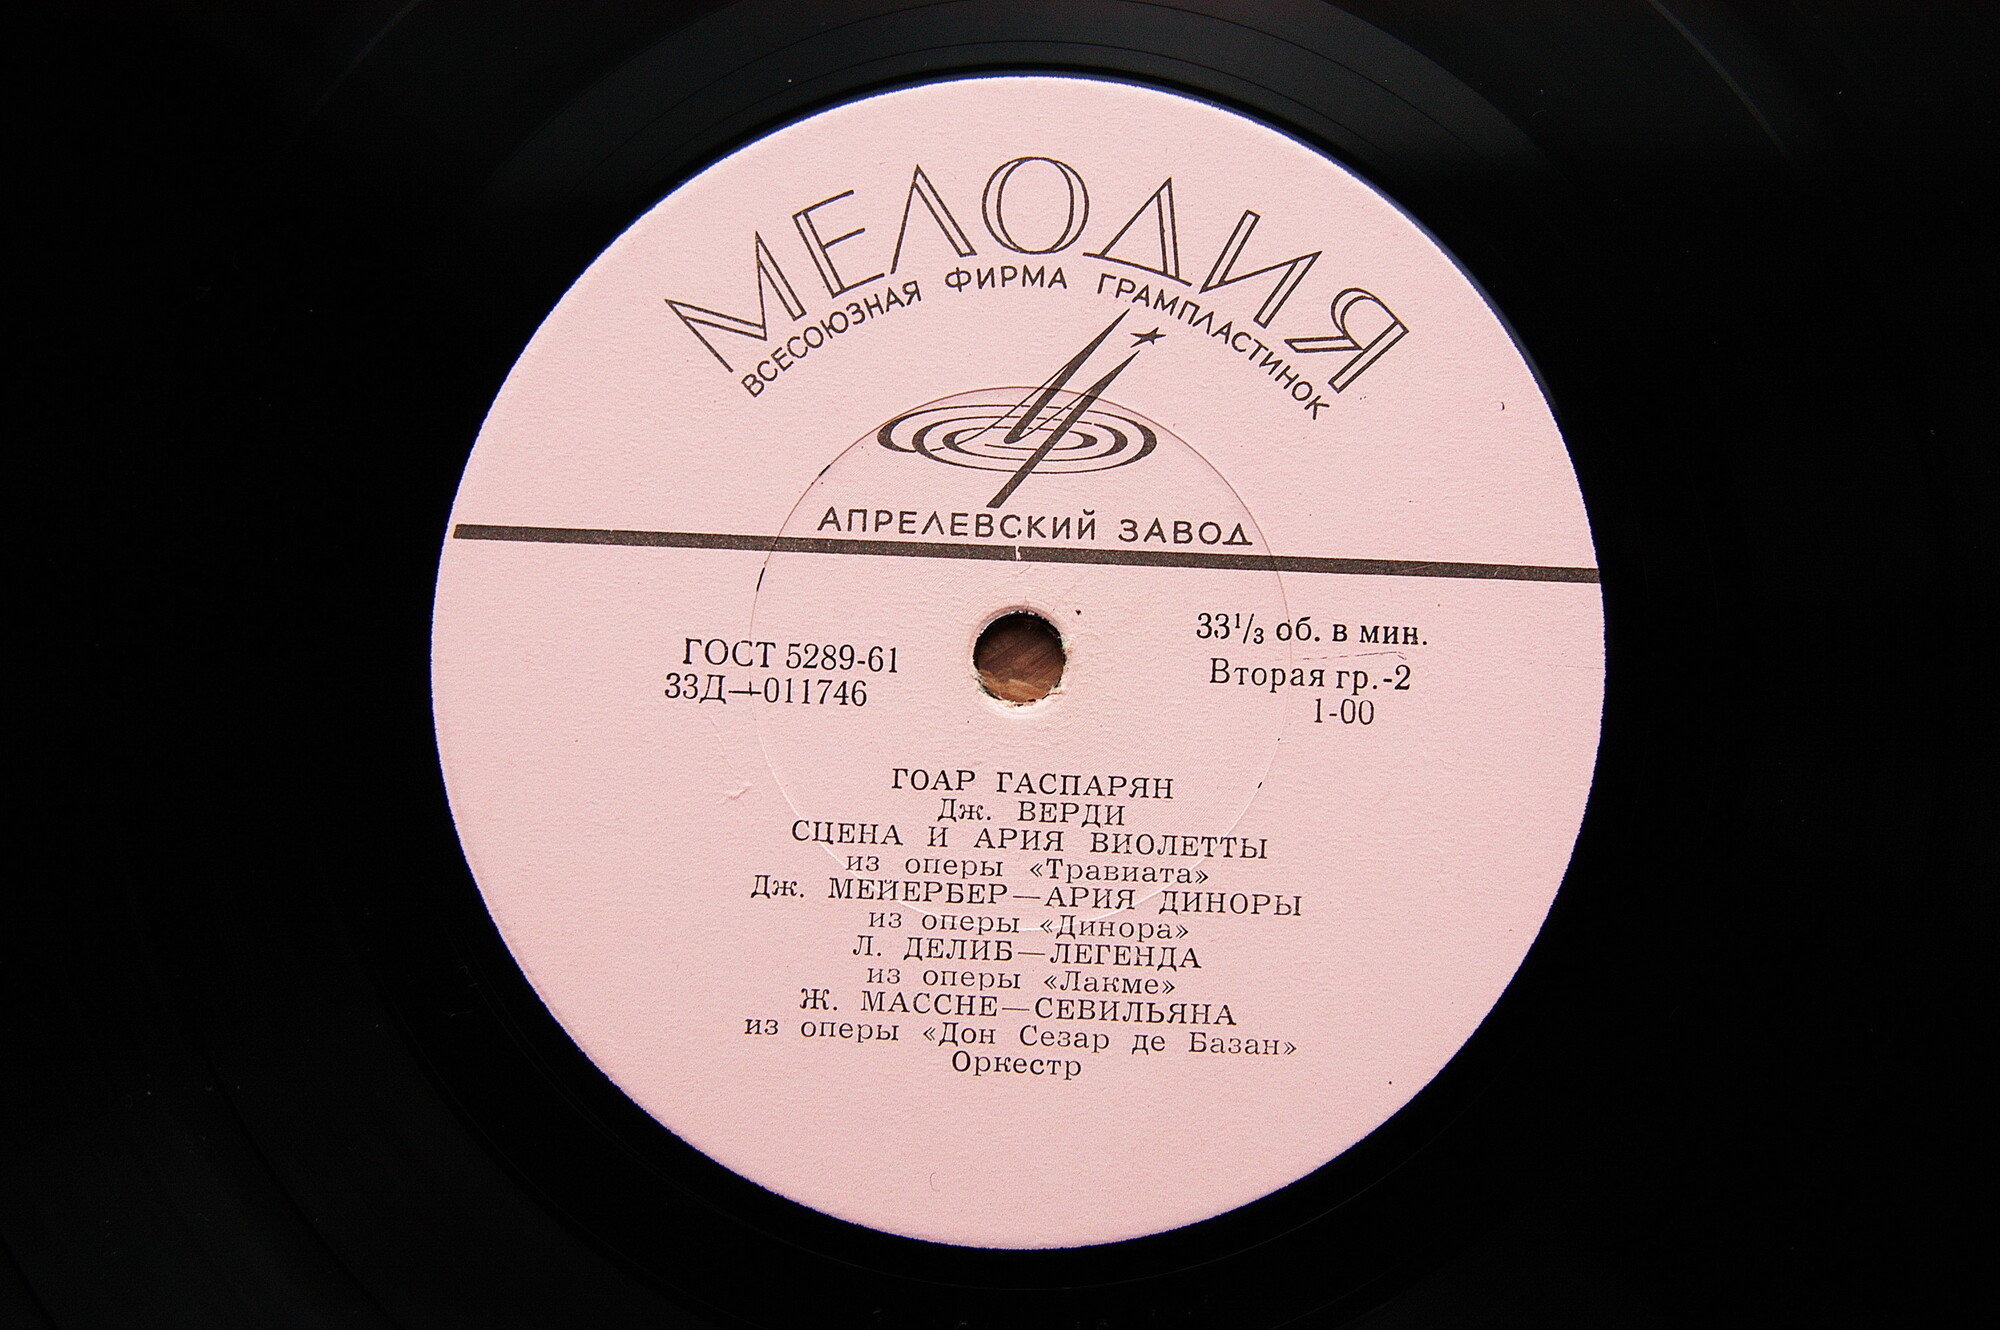 МЕЛОДИЯ
ВСЕСОЮЗНАЯ ФИРМА ГРАМПЛАСТИНОК
АПРЕЛЕВСКИЙ ЗАВОД
ГОСТ 5289-61
33Д—011746
33⅓ об. в мин.
Вторая гр.-2
1-00
ГОАР ГАСПАРЯН
Дж. ВЕРДИ
СЦЕНА И АРИЯ ВИОЛЕТТЫ
из оперы «Травиата»
Дж. МЕЙЕРБЕР—АРИЯ ДИНОРЫ
из оперы «Динора»
Л. ДЕЛИБ—ЛЕГЕНДА
из оперы «Лакме»
Ж. МАССНЕ—СЕВИЛЬЯНА
из оперы «Дон Сезар де Базан»
Оркестр